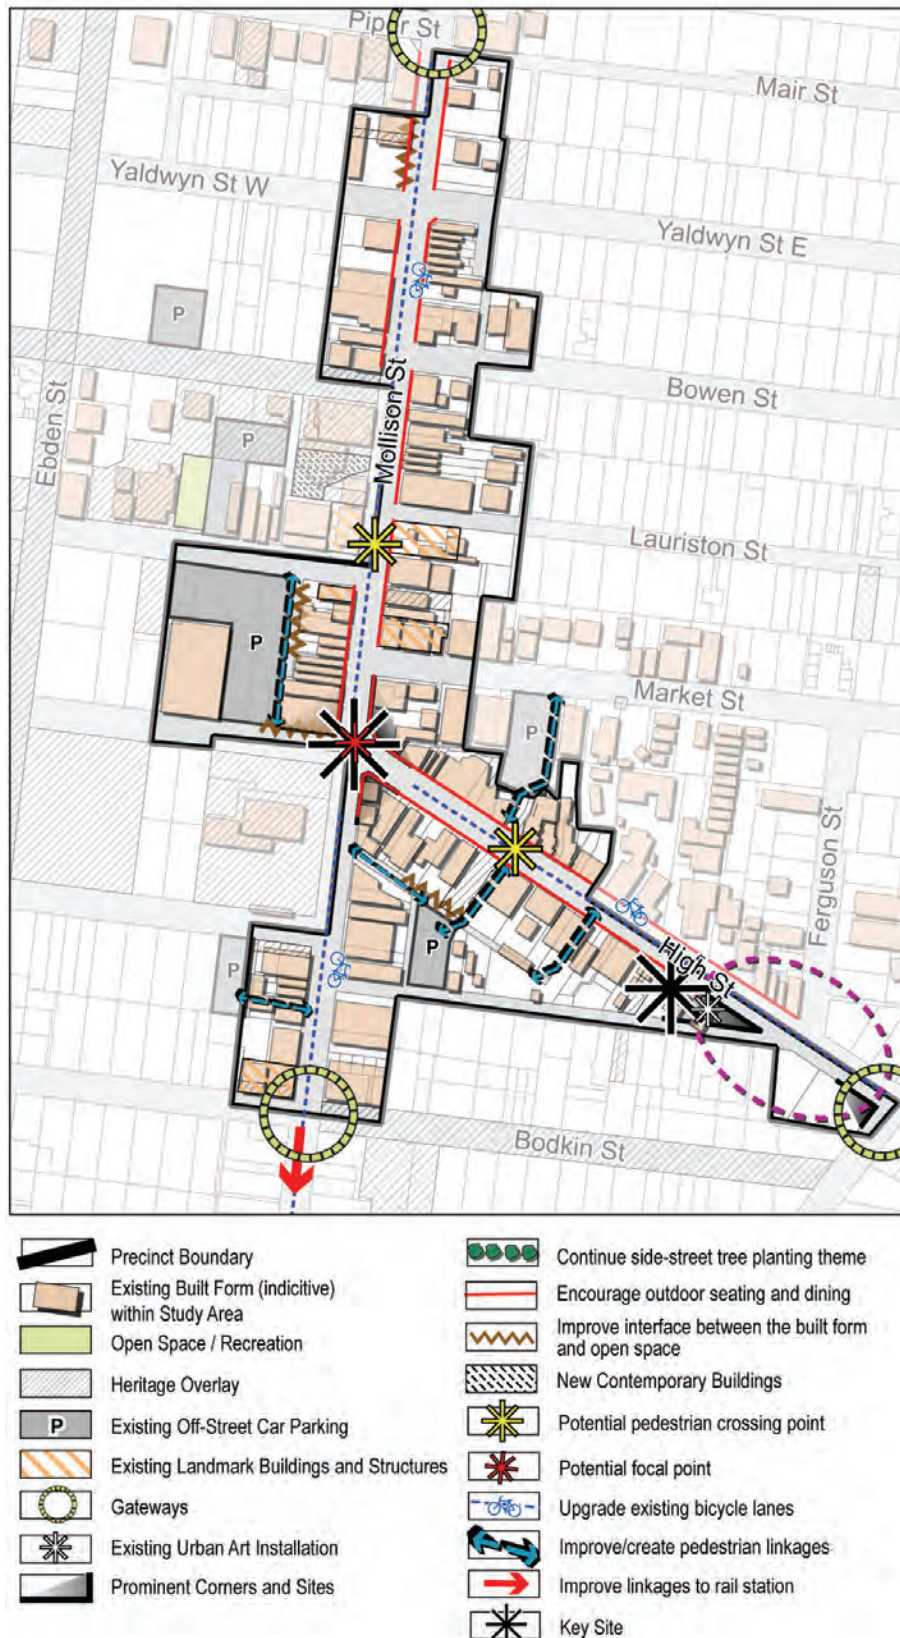 Piper St
Mair St
Yaldwyn St W
Yaldwyn St E
P
Mollison St
Bowen St
Ebden St
P
Lauriston St
P
Market St
P
Ferguson St
P
P
High St
Bodkin St
Precinct Boundary
Existing Built Form (indicitive)
within Study Area
Open Space / Recreation
Heritage Overlay
P
Existing Off-Street Car Parking
Existing Landmark Buildings and Structures
Gateways
Existing Urban Art Installation
Prominent Corners and Sites
Continue side-street tree planting theme
Encourage outdoor seating and dining
Improve interface between the built form
and open space
New Contemporary Buildings
Potential pedestrian crossing point
Potential focal point
Upgrade existing bicycle lanes
Improve/create pedestrian linkages
Improve linkages to rail station
Key Site